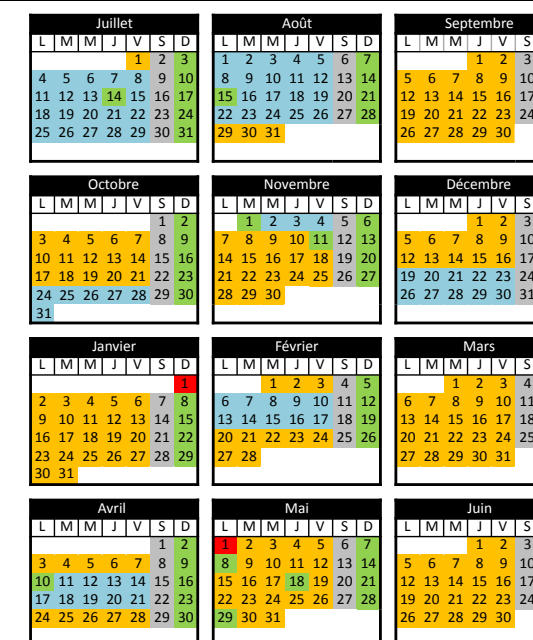 Juillet Août Septembre
L M M J V S D L M M J V S D L M M J V S
1 2 3 1 2 3 4 5 6 7 1 2 3
4 5 6 7 8 9 10 8 9 10 11 12 13 14 5 6 7 8 9 10
11 12 13 14 15 16 17 15 16 17 18 19 20 21 12 13 14 15 16 17
18 19 20 21 22 23 24 22 23 24 25 26 27 28 19 20 21 22 23 24
25 26 27 28 29 30 31 29 30 31 26 27 28 29 30
Octobre Novembre Décembre
L M M J V S D L M M J V S D L M M J V S
1 2 1 2 3 4 5 6 1 2 3
3 4 5 6 7 8 9 7 8 9 10 11 12 13 5 6 7 8 9 10
10 11 12 13 14 15 16 14 15 16 17 18 19 20 12 13 14 15 16 17
17 18 19 20 21 22 23 21 22 23 24 25 26 27 19 20 21 22 23 24
24 25 26 27 28 29 30 28 29 30 26 27 28 29 30 31
31
Janvier Février Mars
L M M J V S D L M M J V S D L M M J V S
1 1 2 3 4 5 1 2 3 4
2 3 4 5 6 7 8 6 7 8 9 10 11 12 6 7 8 9 10 11
9 10 11 12 13 14 15 13 14 15 16 17 18 19 13 14 15 16 17 18
16 17 18 19 20 21 22 20 21 22 23 24 25 26 20 21 22 23 24 25
23 24 25 26 27 28 29 27 28 27 28 29 30 31
30 31
Avril Mai Juin
L M M J V S D L M M J V S D L M M J V S
1 2 1 2 3 4 5 6 7 1 2 3
3 4 5 6 7 8 9 8 9 10 11 12 13 14 5 6 7 8 9 10
10 11 12 13 14 15 16 15 16 17 18 19 20 21 12 13 14 15 16 17
17 18 19 20 21 22 23 22 23 24 25 26 27 28 19 20 21 22 23 24
24 25 26 27 28 29 30 29 30 31 26 27 28 29 30